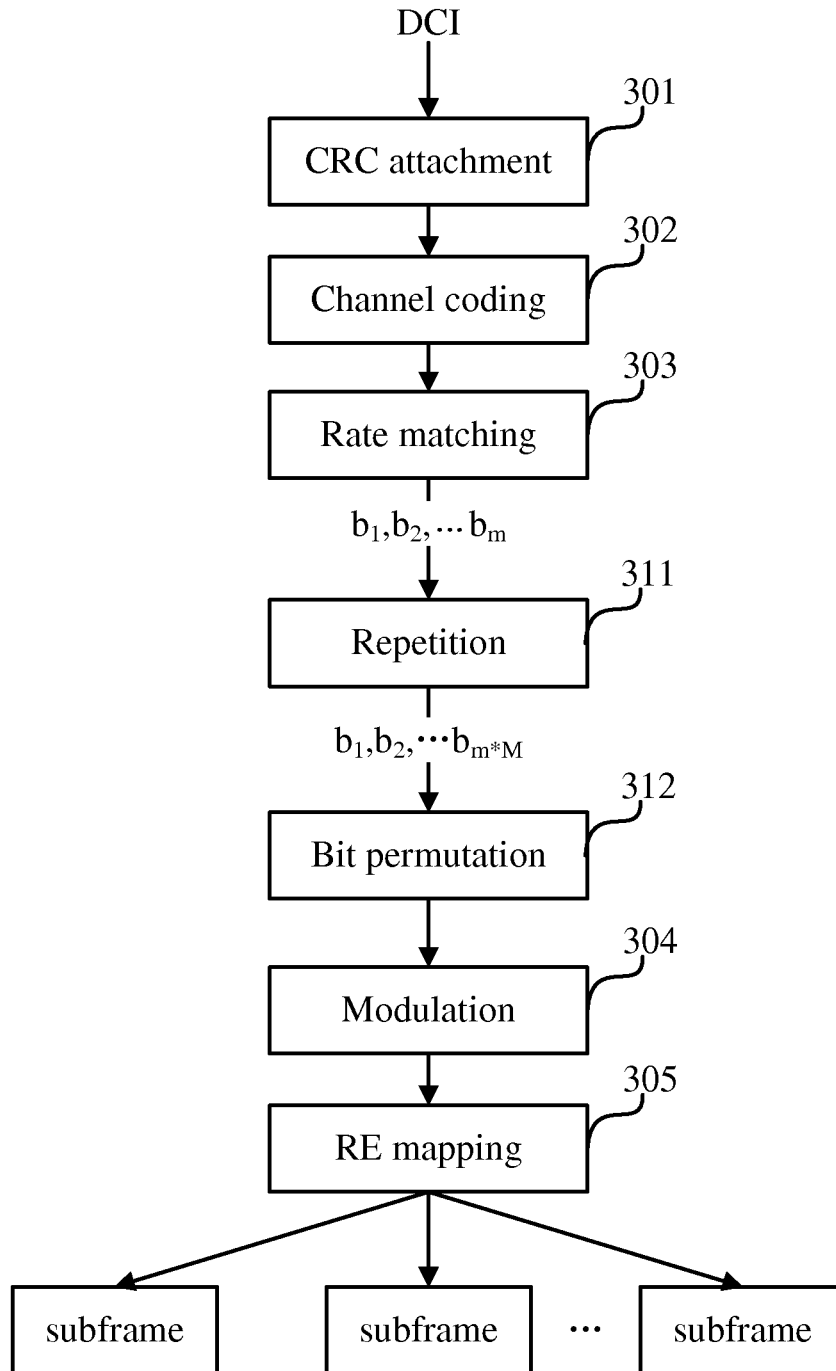 DCI
301
CRC attachment
302
Channel coding
303
Rate matching
b₁,b₂,...bₘ
311
Repetition
b₁,b₂,···bₘ*M
312
Bit permutation
304
Modulation
305
RE mapping
subframe subframe ... subframe